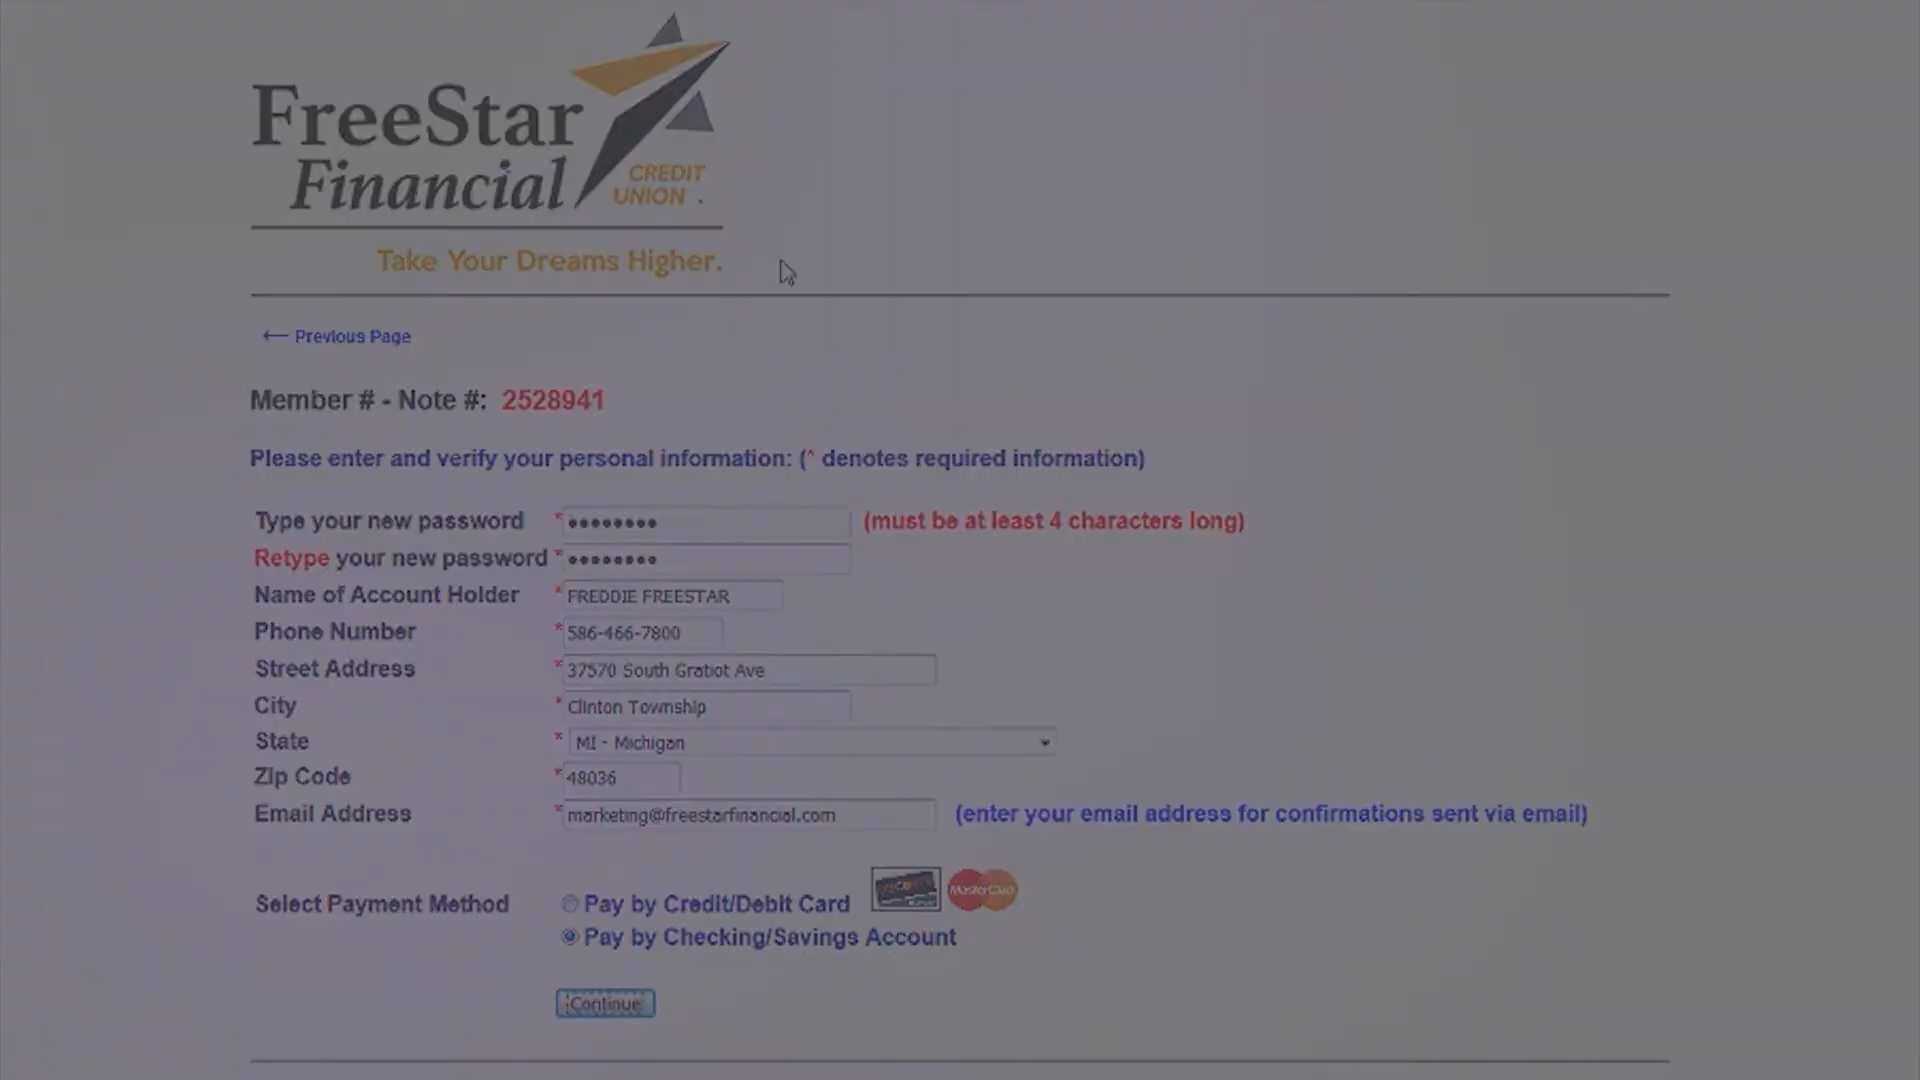 FreeStar
Financial
CREDIT
UNION.
Take Your Dreams Higher.
← Previous Page
Member # - Note #: 2528941
Please enter and verify your personal information: (* denotes required information)
Type your new password * •••••••• (must be at least 4 characters long)
Retype your new password * ••••••••
Name of Account Holder * FREDDIE FREESTAR
Phone Number * 586-466-7800
Street Address * 37570 South Gratiot Ave
City * Clinton Township
State * MI - Michigan
Zip Code * 48036
Email Address * marketing@freestarfinancial.com (enter your email address for confirmations sent via email)
Select Payment Method Pay by Credit/Debit Card MasterCard
Pay by Checking/Savings Account
Continue